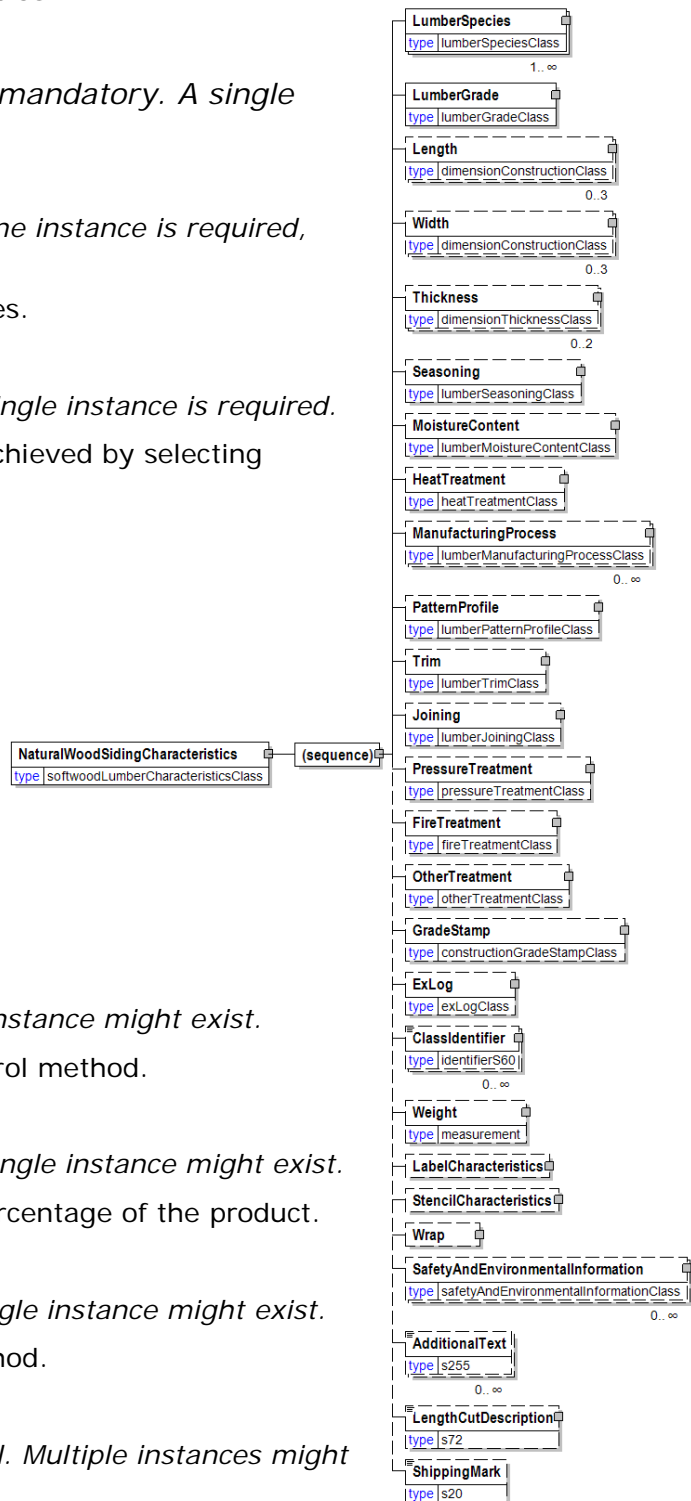 mandatory. A single
ne instance is required,
es.
ingle instance is required.
chieved by selecting
nstance might exist.
rol method.
ingle instance might exist.
rcentage of the product.
gle instance might exist.
nod.
l. Multiple instances might
NaturalWoodSidingCharacteristics
type softwoodLumberCharacteristicsClass
(sequence)
LumberSpecies
type lumberSpeciesClass
1..∞
LumberGrade
type lumberGradeClass
Length
type dimensionConstructionClass
0..3
Width
type dimensionConstructionClass
0..3
Thickness
type dimensionThicknessClass
0..2
Seasoning
type lumberSeasoningClass
MoistureContent
type lumberMoistureContentClass
HeatTreatment
type heatTreatmentClass
ManufacturingProcess
type lumberManufacturingProcessClass
0..∞
PatternProfile
type lumberPatternProfileClass
Trim
type lumberTrimClass
Joining
type lumberJoiningClass
PressureTreatment
type pressureTreatmentClass
FireTreatment
type fireTreatmentClass
OtherTreatment
type otherTreatmentClass
GradeStamp
type constructionGradeStampClass
ExLog
type exLogClass
ClassIdentifier
type identifierS60
0..∞
Weight
type measurement
LabelCharacteristics
StencilCharacteristics
Wrap
SafetyAndEnvironmentalInformation
type safetyAndEnvironmentalInformationClass
0..∞
AdditionalText
type s255
0..∞
LengthCutDescription
type s72
ShippingMark
type s20